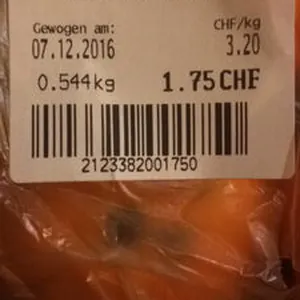 Gewogen am: CHF/kg
07.12.2016 3.20
0.544kg 1.75CHF
2123382001750